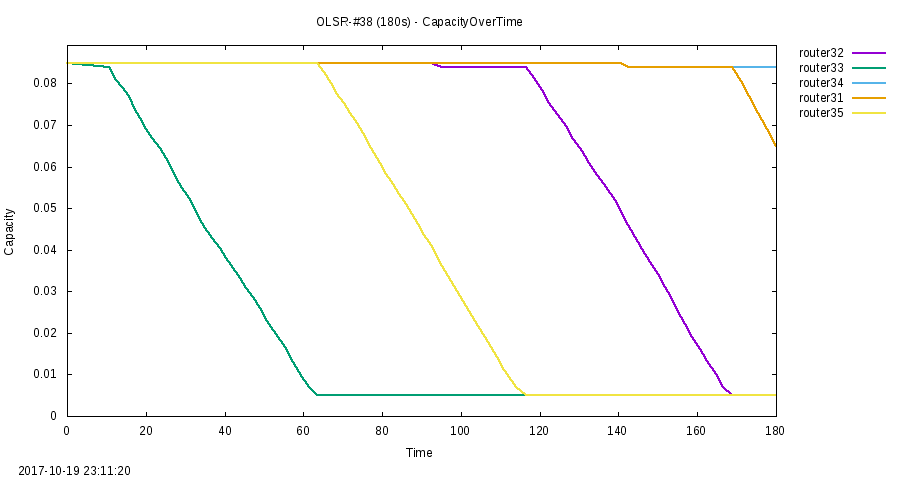 OLSR-#38 (180s) - CapacityOverTime
router32
router33
router34
router31
router35
Capacity
0.08
0.07
0.06
0.05
0.04
0.03
0.02
0.01
0
0 20 40 60 80 100 120 140 160 180
Time
2017-10-19 23:11:20